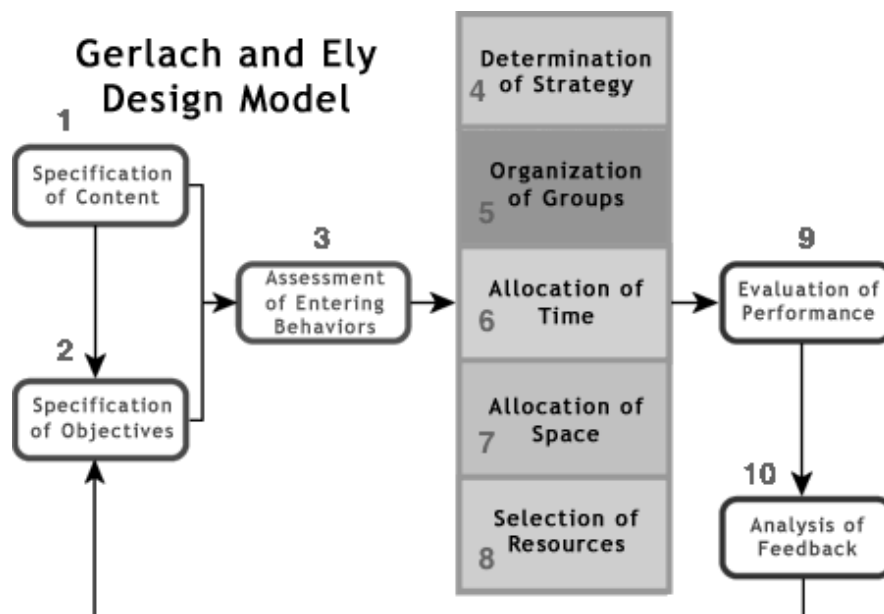 Gerlach and Ely
Design Model
1
Specification
of Content
2
Specification
of Objectives
3
Assessment
of Entering
Behaviors
Determination
4 of Strategy
Organization
5 of Groups
Allocation of
6 Time
Allocation of
7 Space
Selection of
8 Resources
9
Evaluation of
Performance
10
Analysis of
Feedback